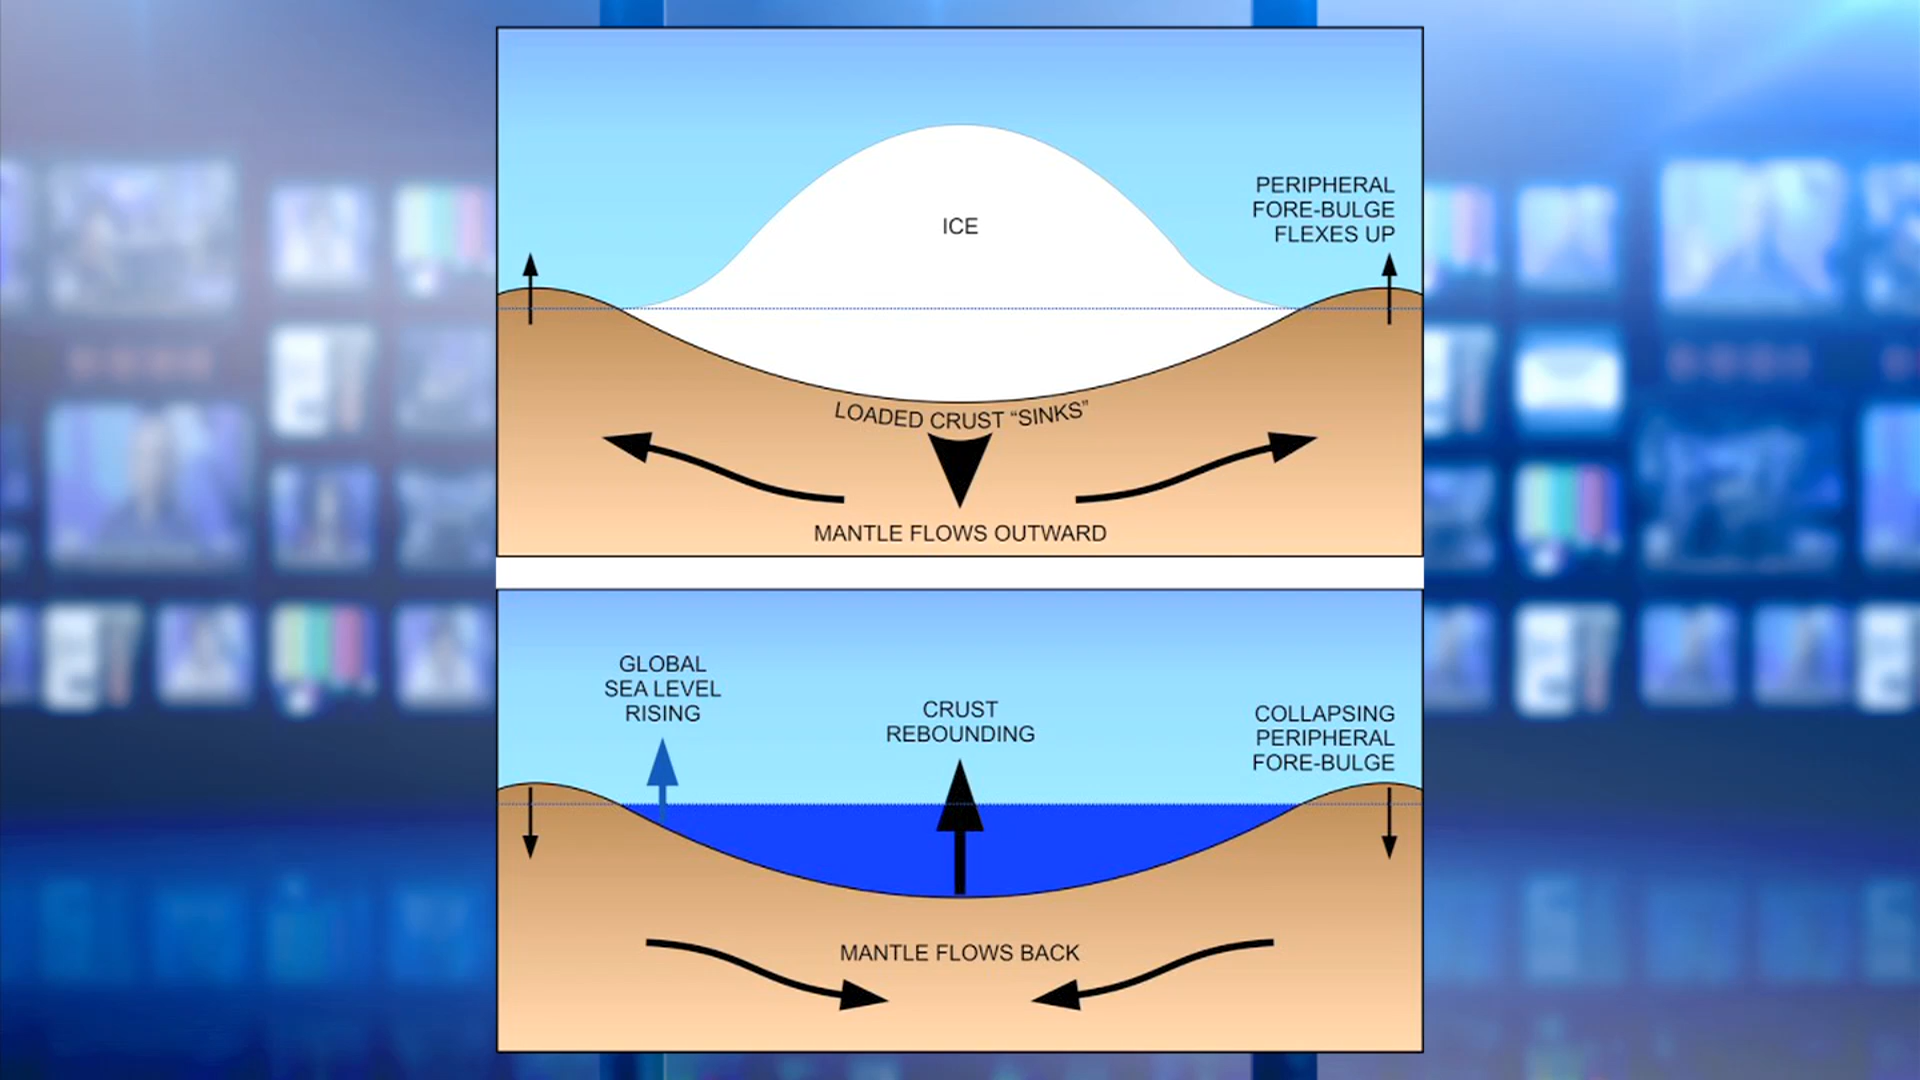 PERIPHERAL
FORE-BULGE
FLEXES UP
ICE
LOADED CRUST “SINKS”
MANTLE FLOWS OUTWARD
GLOBAL
SEA LEVEL
RISING
CRUST
REBOUNDING
COLLAPSING
PERIPHERAL
FORE-BULGE
MANTLE FLOWS BACK